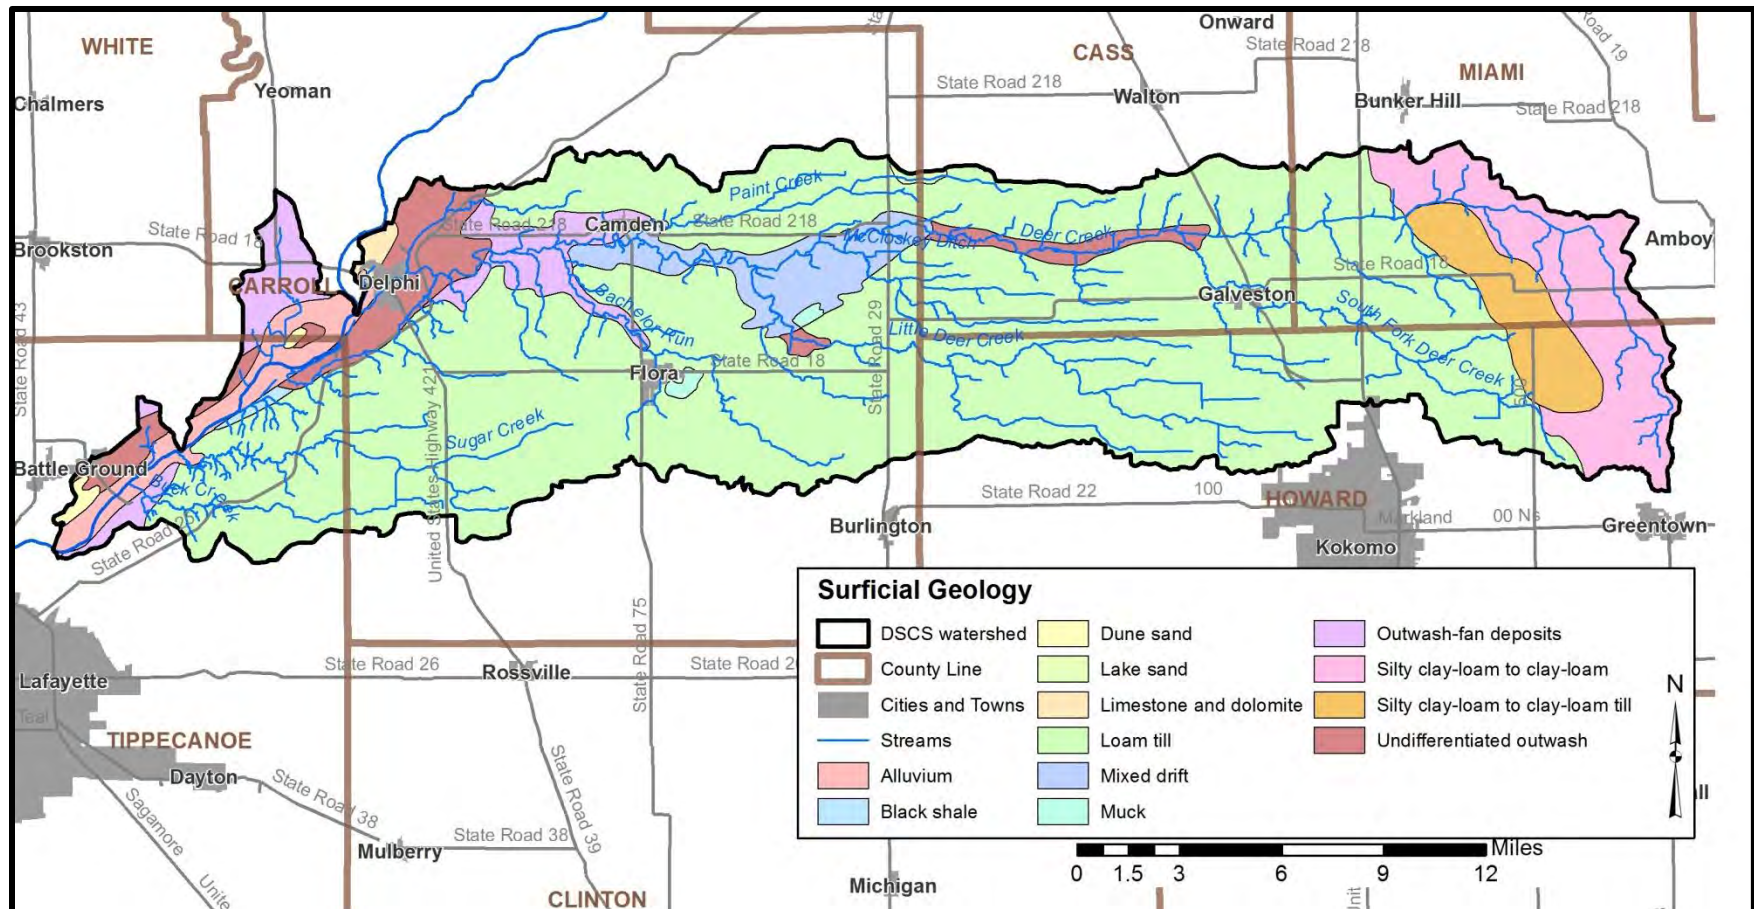 WHITE
Yeoman
Chalmers
Onward
CASS
State Road 218
MIAMI
Road 19
State Road 218
Walton
Bunker Hill
State Road 218
Paint Creek
State Road 218
Camden
State Road 218
McCloskey Ditch
Deer Creek
State Road 18
Brookston
Amboy
State Road 18
CARROLL
Delphi
Galveston
Bachelor Run
South Fork Deer Creek
State Road 43
State Road 29
Little Deer Creek
State Road 18
Flora
United States Highway 421
Sugar Creek
Battle Ground
Buck Creek
State Road 22
100
HOWARD
Burlington
Markland
00 Ns
Greentown
Kokomo
State Road 75
State Road 26
Rossville
State Road 2
Lafayette
Teal
TIPPECANOE
Dayton
State Road 38
Sagamore
State Road 38
State Road 39
Mulberry
Unite
CLINTON
Michigan
Surficial Geology
DSCS watershed
County Line
Cities and Towns
Streams
Alluvium
Black shale
Dune sand
Lake sand
Limestone and dolomite
Loam till
Mixed drift
Muck
Outwash-fan deposits
Silty clay-loam to clay-loam
Silty clay-loam to clay-loam till
Undifferentiated outwash
N
Miles
0 1.5 3 6 9 12